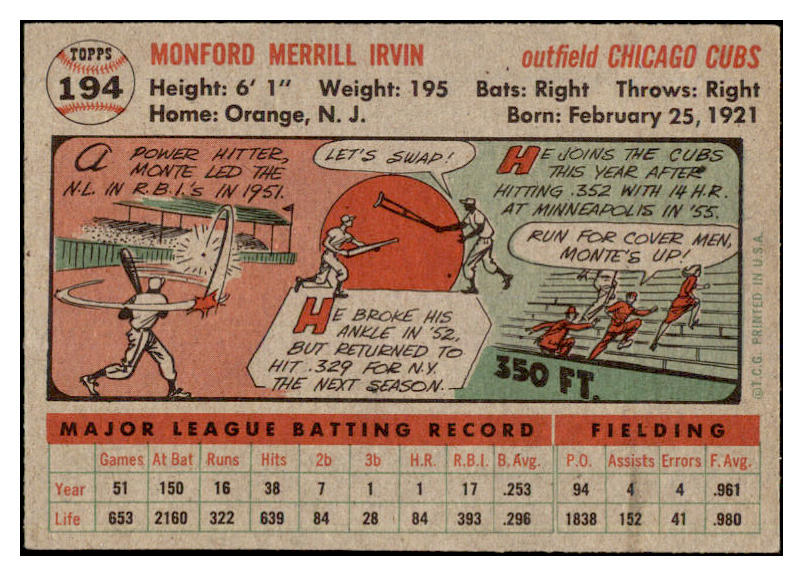 TOPPS
194
MONFORD MERRILL IRVIN
outfield CHICAGO CUBS
Height: 6' 1" Weight: 195 Bats: Right Throws: Right
Home: Orange, N. J.
Born: February 25, 1921
A POWER HITTER,
MONTE LED THE
N.L. IN R.B.I.'S IN 1951.
LET'S SWAP!
HE BROKE HIS
ANKLE IN '52,
BUT RETURNED TO
HIT .329 FOR N.Y.
THE NEXT SEASON.
HE JOINS THE CUBS
THIS YEAR AFTER
HITTING .352 WITH 14 H.R.
AT MINNEAPOLIS IN '55.
RUN FOR COVER MEN,
MONTE'S UP!
350 FT.
©T.C.G. PRINTED IN U.S.A.
MAJOR LEAGUE BATTING RECORD FIELDING
Games At Bat Runs Hits 2b 3b H.R. R.B.I. B. Avg. P.O. Assists Errors F. Avg.
Year 51 150 16 38 7 1 1 17 .253 94 4 4 .961
Life 653 2160 322 639 84 28 84 393 .296 1838 152 41 .980